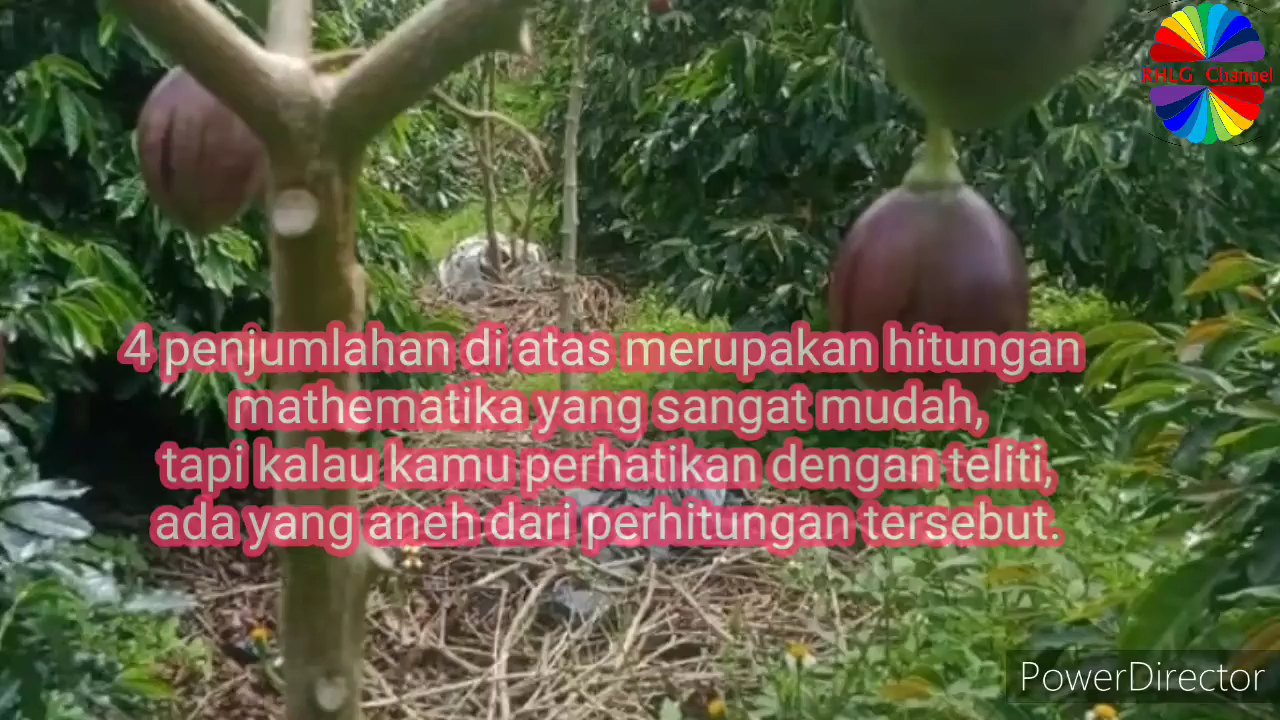 RHLG Channel
4 penjumlahan di atas merupakan hitungan
mathematika yang sangat mudah,
tapi kalau kamu perhatikan dengan teliti,
ada yang aneh dari perhitungan tersebut.
PowerDirector